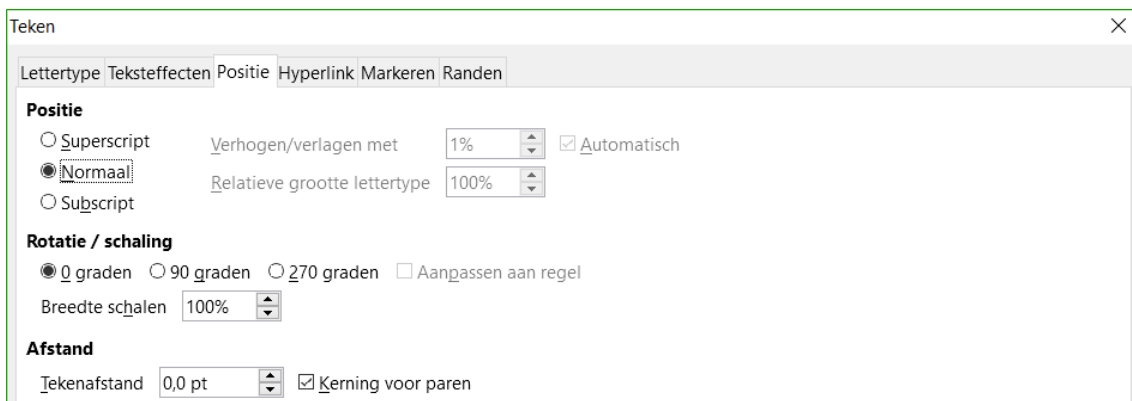 Teken
Lettertype Teksteffecten Positie Hyperlink Markeren Randen
Positie
Superscript Verhogen/verlagen met 1% Automatisch
Normaal Relatieve grootte lettertype 100%
Subscript
Rotatie / schaling
0 graden 90 graden 270 graden Aanpassen aan regel
Breedte schalen 100%
Afstand
Tekenafstand 0,0 pt Kerning voor paren